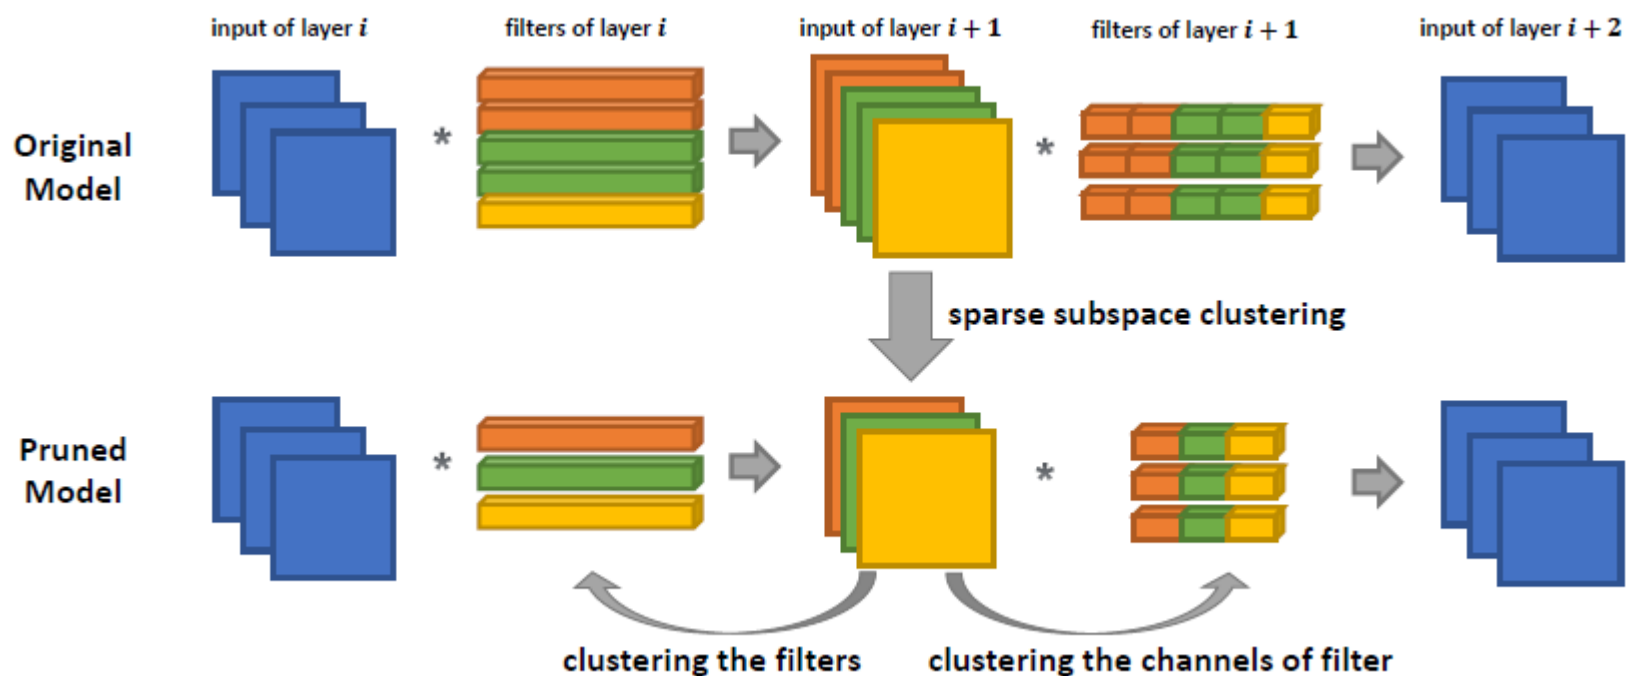 input of layer i
filters of layer i
input of layer i + 1
filters of layer i + 1
input of layer i + 2
Original
Model
*
*
sparse subspace clustering
Pruned
Model
*
*
clustering the filters
clustering the channels of filter